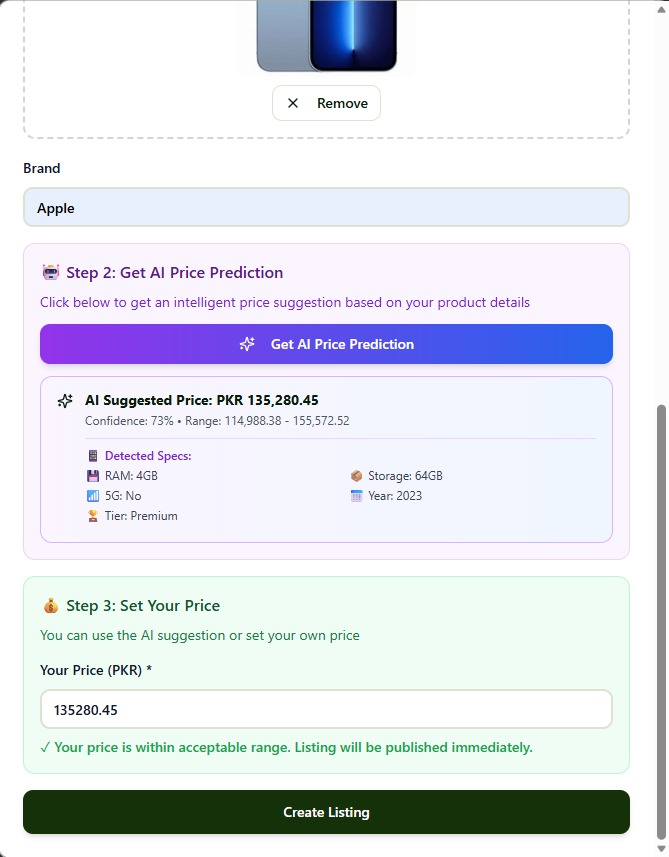 Remove
Brand
Apple
Step 2: Get AI Price Prediction
Click below to get an intelligent price suggestion based on your product details
Get AI Price Prediction
AI Suggested Price: PKR 135,280.45
Confidence: 73% • Range: 114,988.38 - 155,572.52
Detected Specs:
RAM: 4GB
Storage: 64GB
5G: No
Year: 2023
Tier: Premium
Step 3: Set Your Price
You can use the AI suggestion or set your own price
Your Price (PKR) *
135280.45
✓ Your price is within acceptable range. Listing will be published immediately.
Create Listing